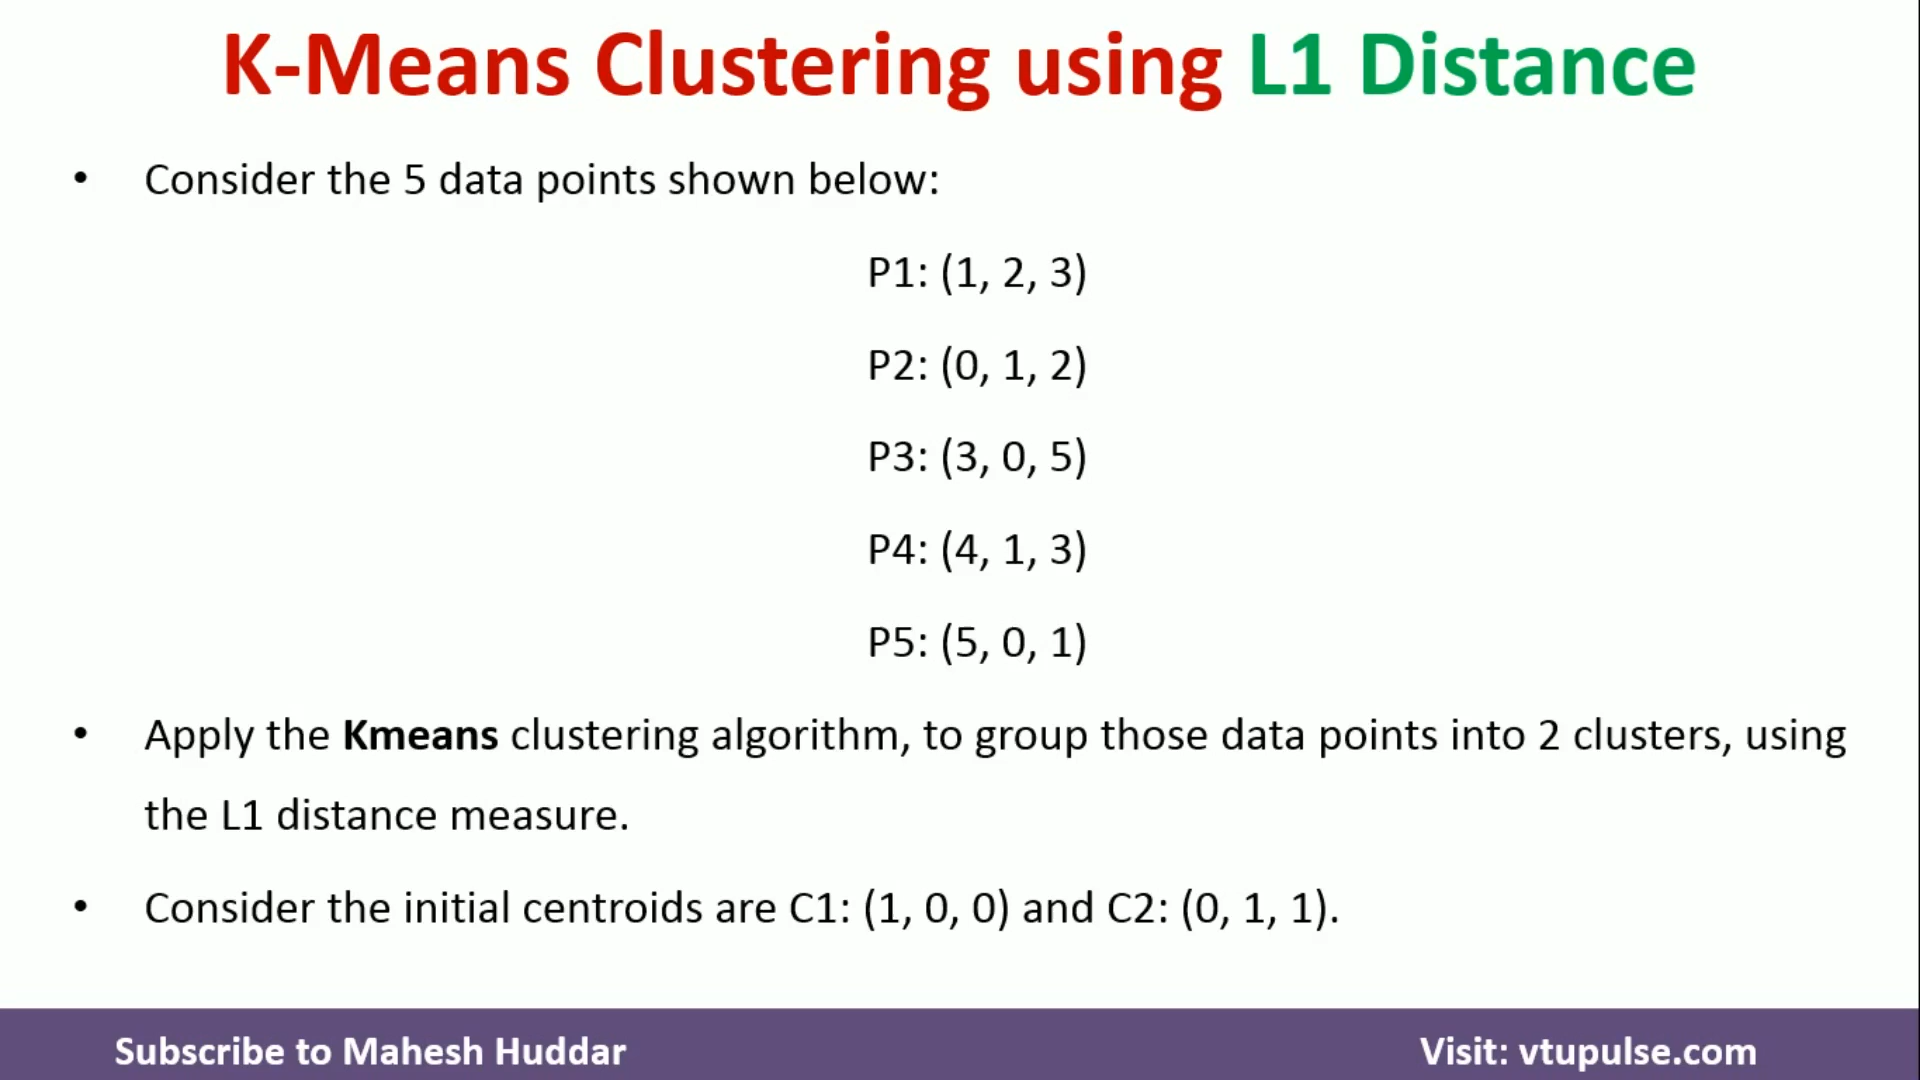 K-Means Clustering using L1 Distance
• Consider the 5 data points shown below:
P1: (1, 2, 3)
P2: (0, 1, 2)
P3: (3, 0, 5)
P4: (4, 1, 3)
P5: (5, 0, 1)
• Apply the Kmeans clustering algorithm, to group those data points into 2 clusters, using
the L1 distance measure.
• Consider the initial centroids are C1: (1, 0, 0) and C2: (0, 1, 1).
Subscribe to Mahesh Huddar
Visit: vtupulse.com